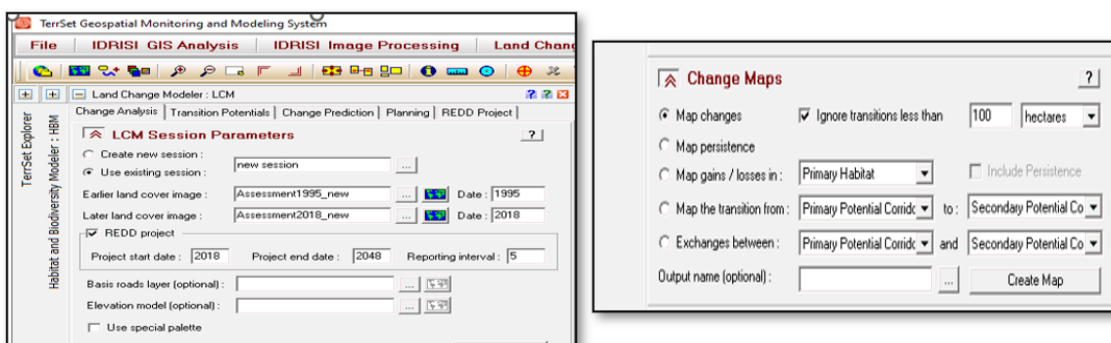 TerrSet Geospatial Monitoring and Modeling System
File IDRISI GIS Analysis IDRISI Image Processing Land Chang
Land Change Modeler : LCM
Change Analysis Transition Potentials Change Prediction Planning REDD Project
TerrSet Explorer
Habitat and Biodiversity Modeler : HBM
LCM Session Parameters ?
Create new session :
Use existing session : new session ...
Earlier land cover image : Assessment1995_new ... Date : 1995
Later land cover image : Assessment2018_new ... Date : 2018
REDD project
Project start date : 2018 Project end date : 2048 Reporting interval : 5
Basis roads layer (optional) : ...
Elevation model (optional) : ...
Use special palette
Change Maps ?
Map changes Ignore transitions less than 100 hectares
Map persistence
Map gains / losses in : Primary Habitat Include Persistence
Map the transition from : Primary Potential Corridc to : Secondary Potential Co
Exchanges between : Primary Potential Corridc and Secondary Potential Co
Output name (optional) : ... Create Map